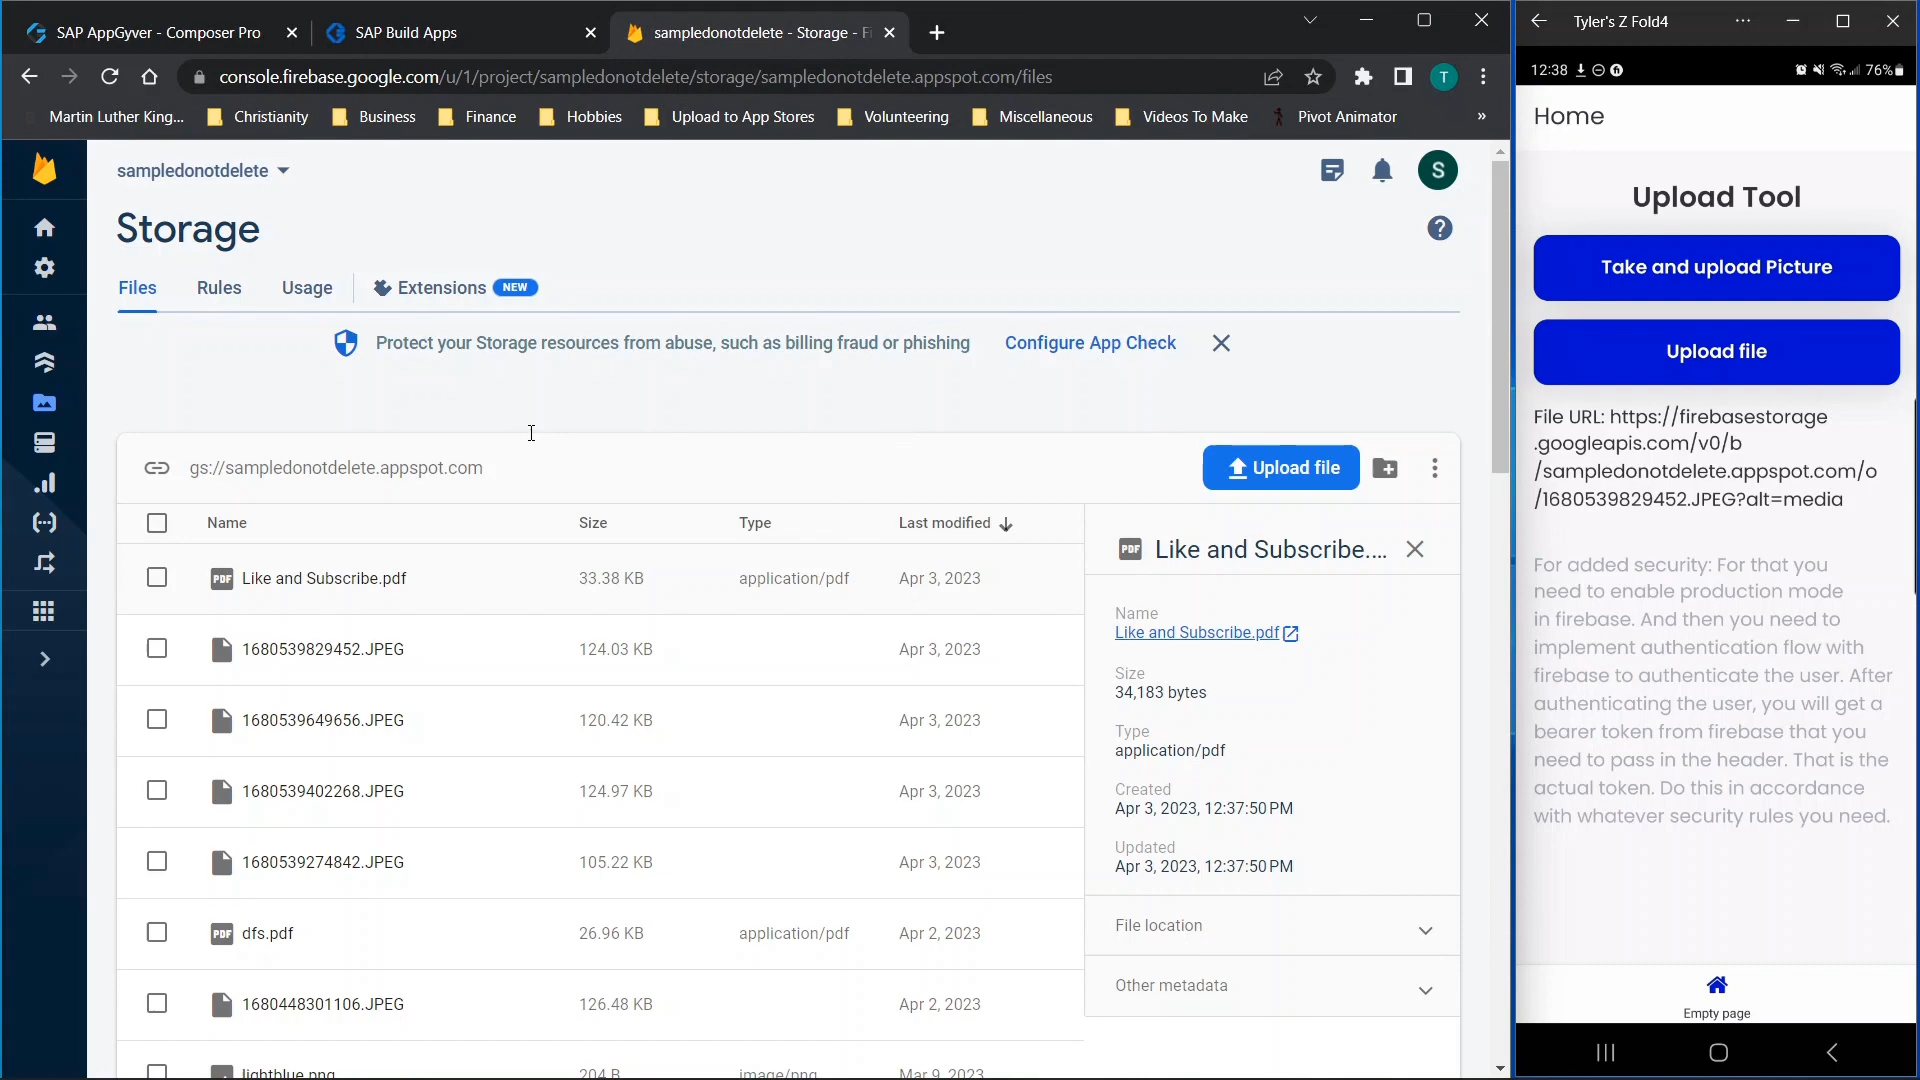 SAP AppGyver - Composer Pro
SAP Build Apps
sampledonotdelete - Storage - Fi
console.firebase.google.com/u/1/project/sampledonotdelete/storage/sampledonotdelete.appspot.com/files
T
Martin Luther King...
Christianity
Business
Finance
Hobbies
Upload to App Stores
Volunteering
Miscellaneous
Videos To Make
Pivot Animator
»
sampledonotdelete
S
Storage
?
Files
Rules
Usage
Extensions
NEW
Protect your Storage resources from abuse, such as billing fraud or phishing
Configure App Check
gs://sampledonotdelete.appspot.com
Upload file
Name
Size
Type
Last modified
PDF Like and Subscribe.pdf
33.38 KB
application/pdf
Apr 3, 2023
1680539829452.JPEG
124.03 KB
Apr 3, 2023
1680539649656.JPEG
120.42 KB
Apr 3, 2023
1680539402268.JPEG
124.97 KB
Apr 3, 2023
1680539274842.JPEG
105.22 KB
Apr 3, 2023
PDF dfs.pdf
26.96 KB
application/pdf
Apr 2, 2023
1680448301106.JPEG
126.48 KB
Apr 2, 2023
lightblue.png
204 B
image/png
Mar 9, 2023
PDF Like and Subscribe....
Name
Like and Subscribe.pdf
Size
34,183 bytes
Type
application/pdf
Created
Apr 3, 2023, 12:37:50 PM
Updated
Apr 3, 2023, 12:37:50 PM
File location
Other metadata
Tyler's Z Fold4
12:38
76%
Home
Upload Tool
Take and upload Picture
Upload file
File URL: https://firebasestorage
.googleapis.com/v0/b
/sampledonotdelete.appspot.com/o
/1680539829452.JPEG?alt=media
For added security: For that you
need to enable production mode
in firebase. And then you need to
implement authentication flow with
firebase to authenticate the user. After
authenticating the user, you will get a
bearer token from firebase that you
need to pass in the header. That is the
actual token. Do this in accordance
with whatever security rules you need.
Empty page